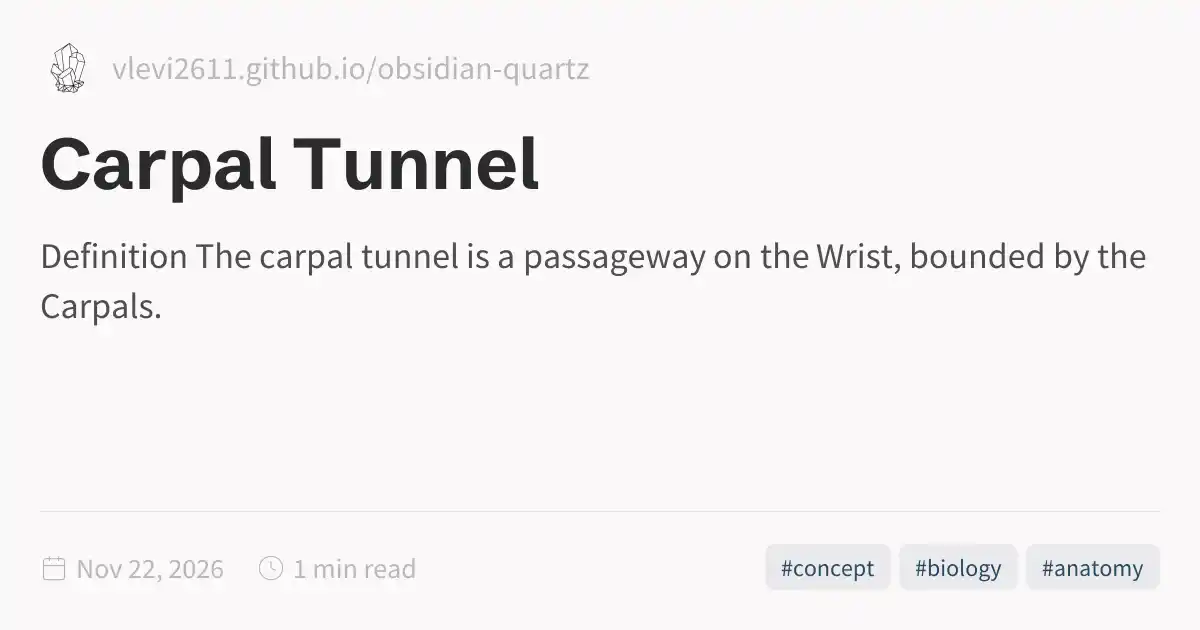 vlevi2611.github.io/obsidian-quartz
Carpal Tunnel
Definition The carpal tunnel is a passageway on the Wrist, bounded by the
Carpals.
Nov 22, 2026 1 min read #concept #biology #anatomy